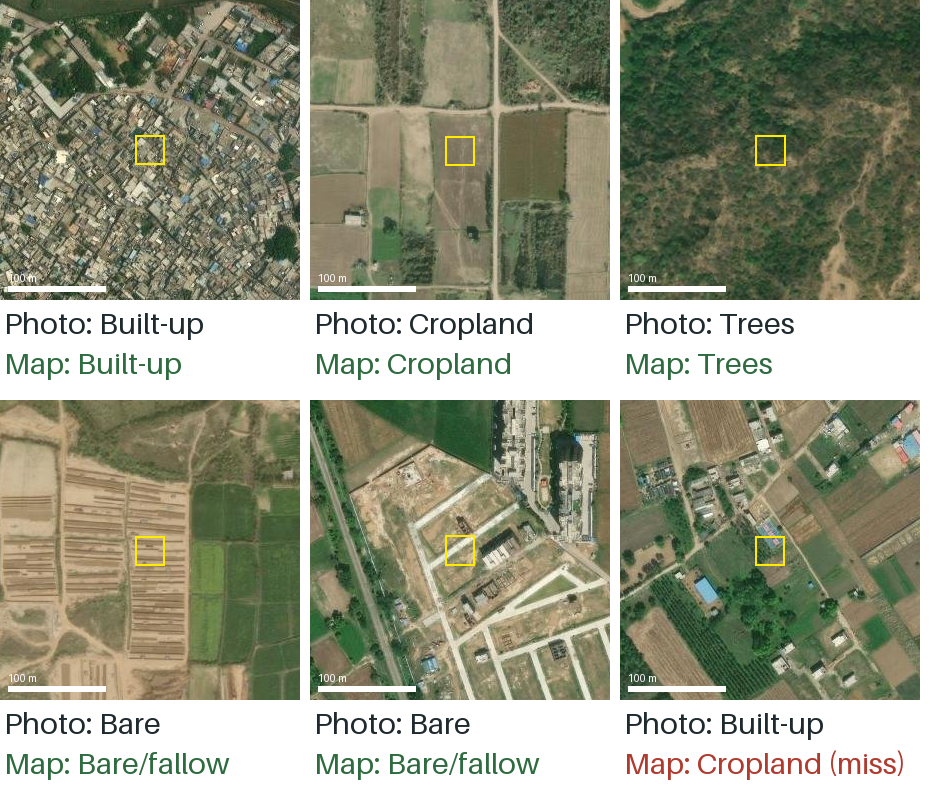 100 m
100 m
100 m
Photo: Built-up
Photo: Cropland
Photo: Trees
Map: Built-up
Map: Cropland
Map: Trees
100 m
100 m
100 m
Photo: Bare
Photo: Bare
Photo: Built-up
Map: Bare/fallow
Map: Bare/fallow
Map: Cropland (miss)